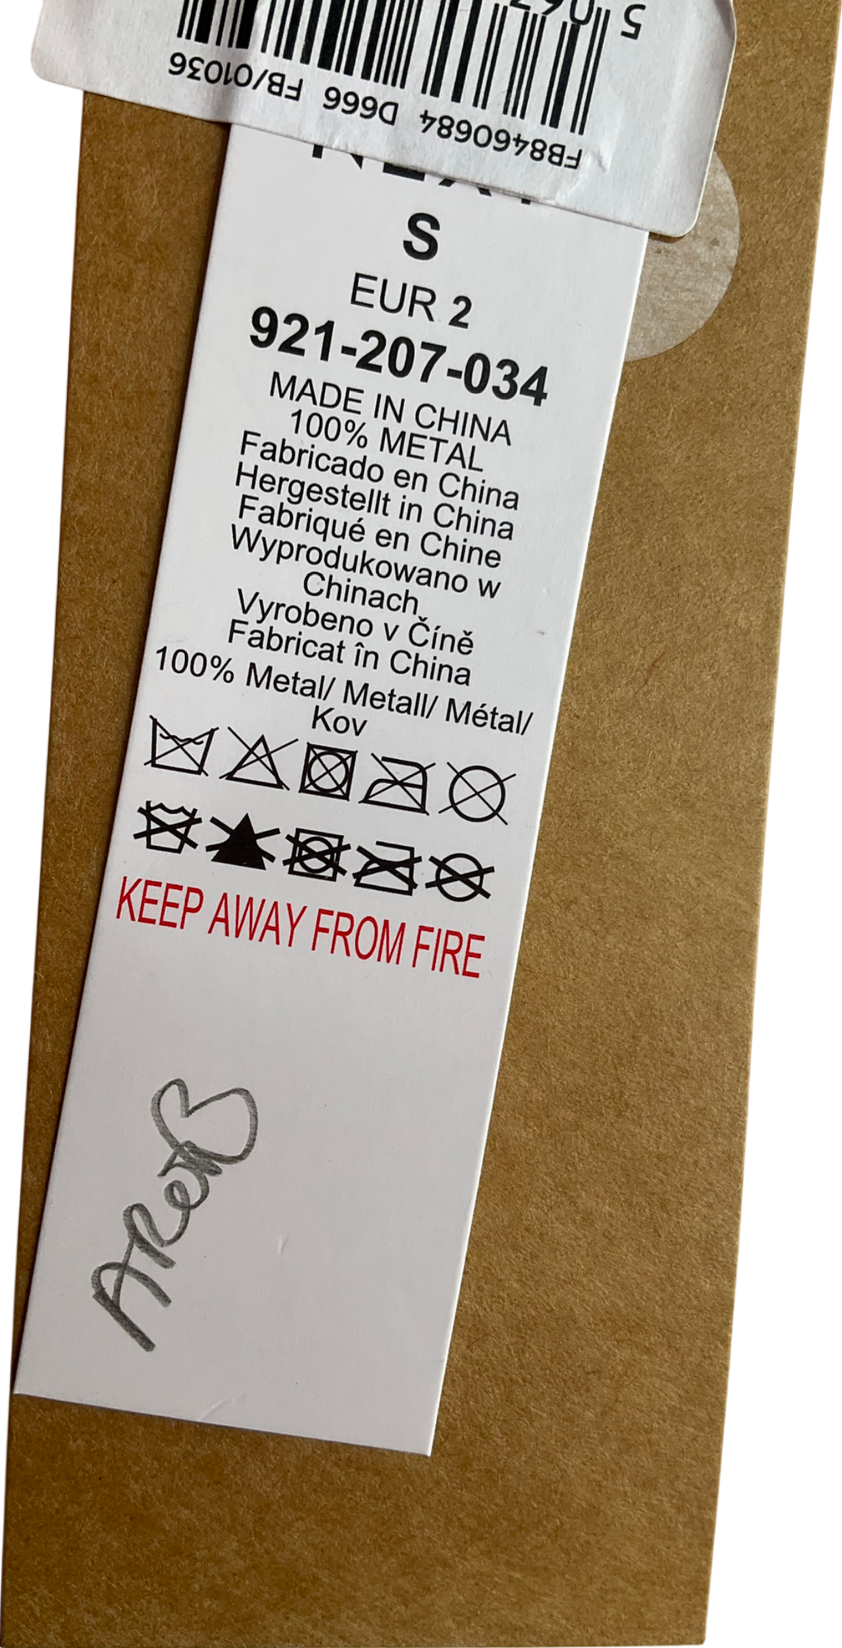 FB8460684 D666 FB/01036
NEXT
S
EUR 2
921-207-034
MADE IN CHINA
100% METAL
Fabricado en China
Hergestellt in China
Fabriqué en Chine
Wyprodukowano w
Chinach
Vyrobeno v Číně
Fabricat în China
100% Metal/ Metall/ Métal/
Kov
KEEP AWAY FROM FIRE